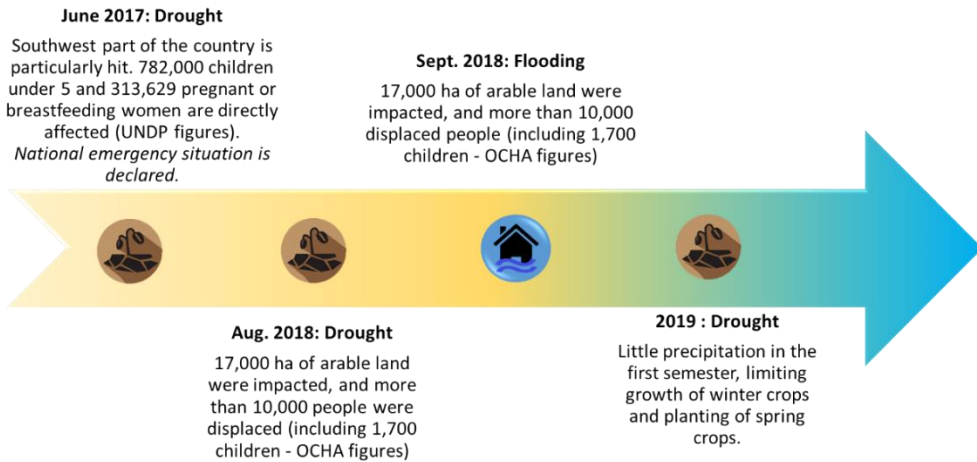 June 2017: Drought
Southwest part of the country is
particularly hit. 782,000 children
under 5 and 313,629 pregnant or
breastfeeding women are directly
affected (UNDP figures).
National emergency situation is
declared.
Aug. 2018: Drought
17,000 ha of arable land
were impacted, and more
than 10,000 people were
displaced (including 1,700
children - OCHA figures)
Sept. 2018: Flooding
17,000 ha of arable land were
impacted, and more than 10,000
displaced people (including 1,700
children - OCHA figures)
2019 : Drought
Little precipitation in the
first semester, limiting
growth of winter crops
and planting of spring
crops.